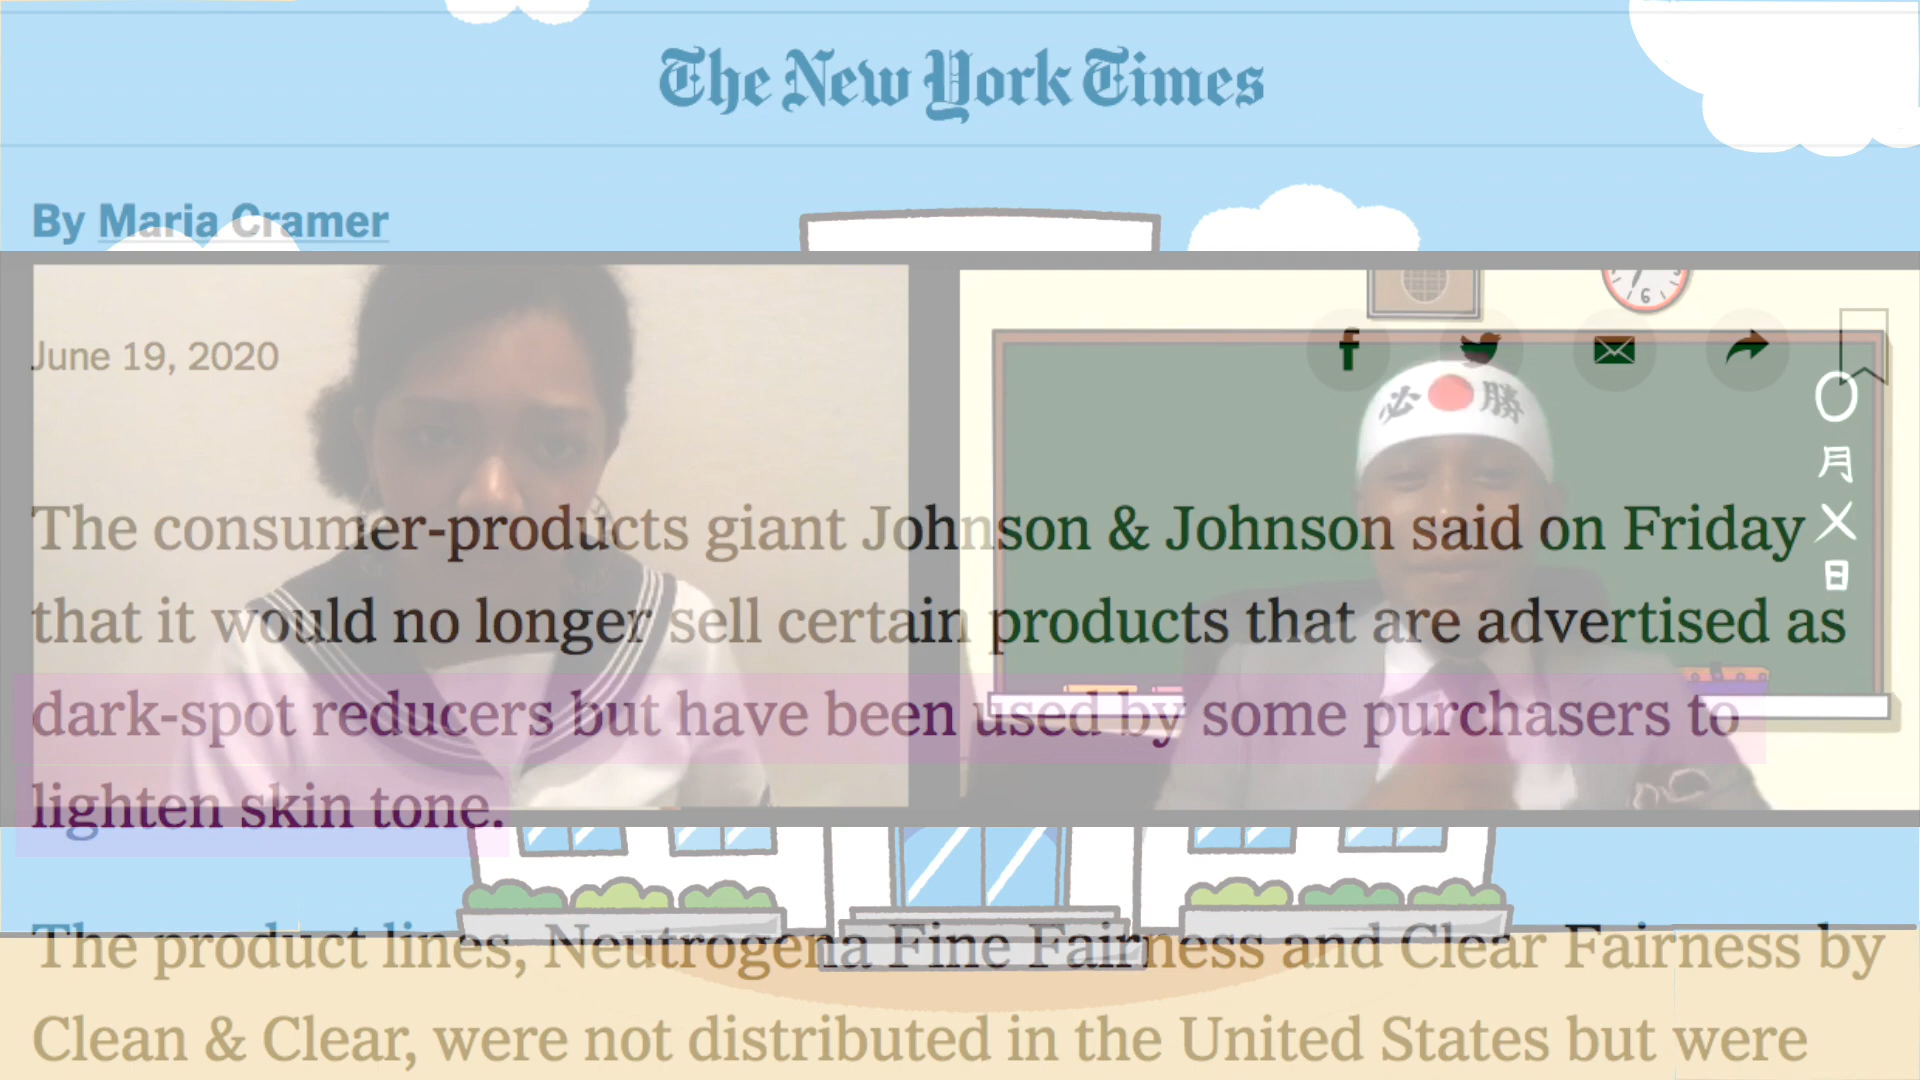 The New York Times
By Maria Cramer
6
June 19, 2020
必 勝
〇月×日
The consumer-products giant Johnson & Johnson said on Friday
that it would no longer sell certain products that are advertised as
dark-spot reducers but have been used by some purchasers to
lighten skin tone.
The product lines, Neutrogena Fine Fairness and Clear Fairness by
Clean & Clear, were not distributed in the United States but were